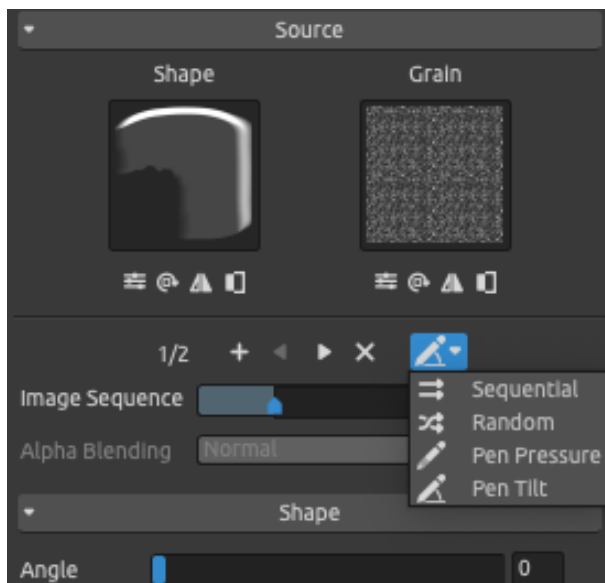 Source
Shape Grain
1/2
Image Sequence
Sequential
Random
Alpha Blending Normal
Pen Pressure
Pen Tilt
Shape
Angle 0